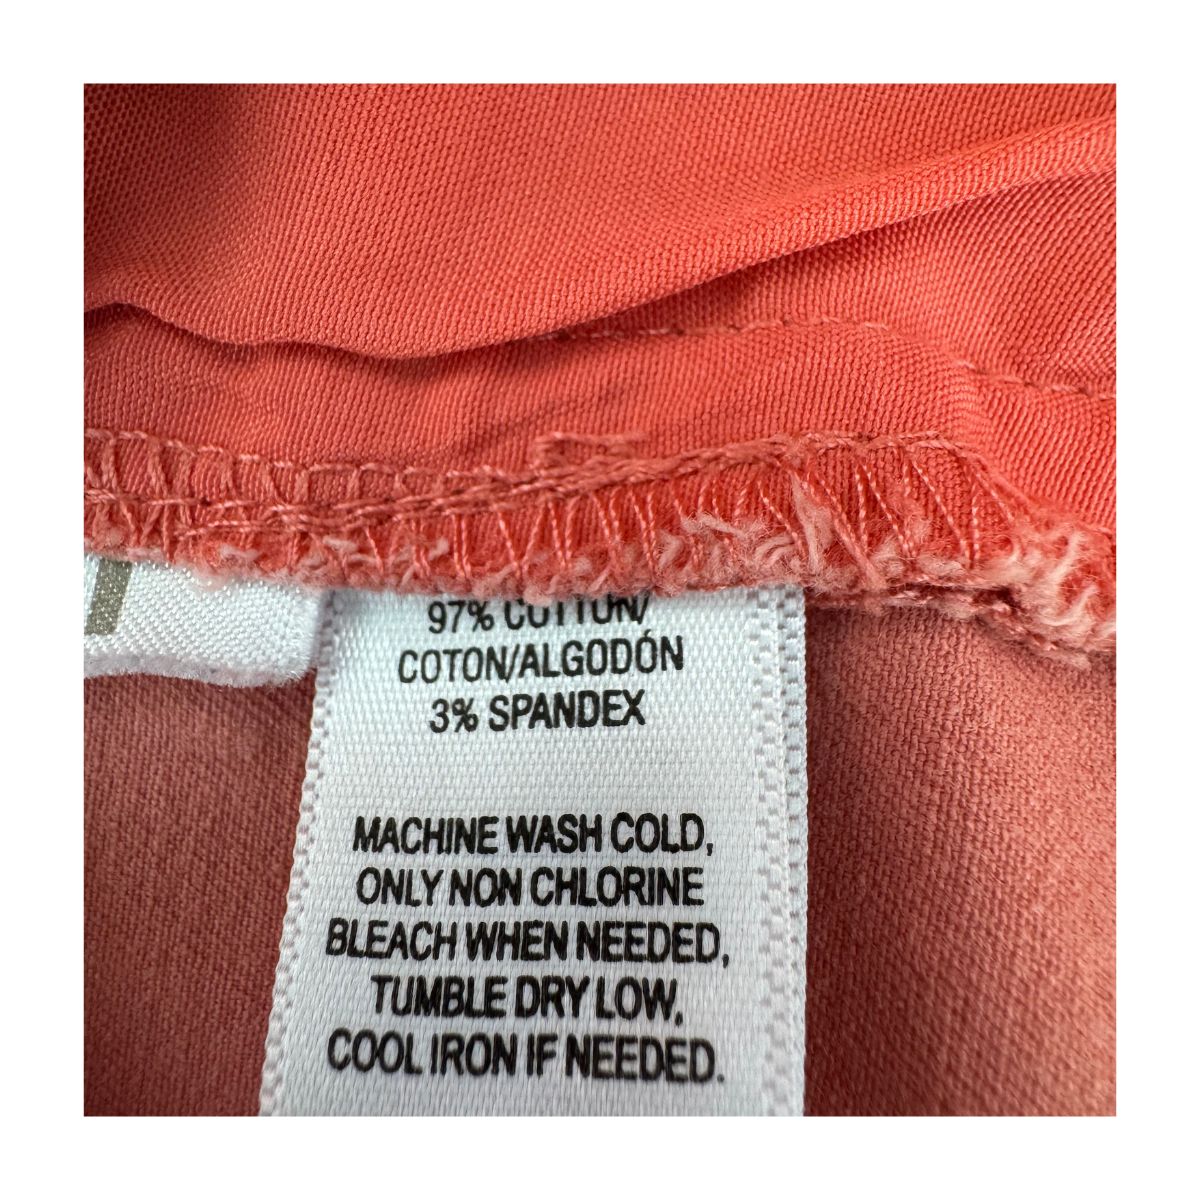 97% COTTON/
COTON/ALGODÓN
3% SPANDEX
MACHINE WASH COLD,
ONLY NON CHLORINE
BLEACH WHEN NEEDED,
TUMBLE DRY LOW,
COOL IRON IF NEEDED.